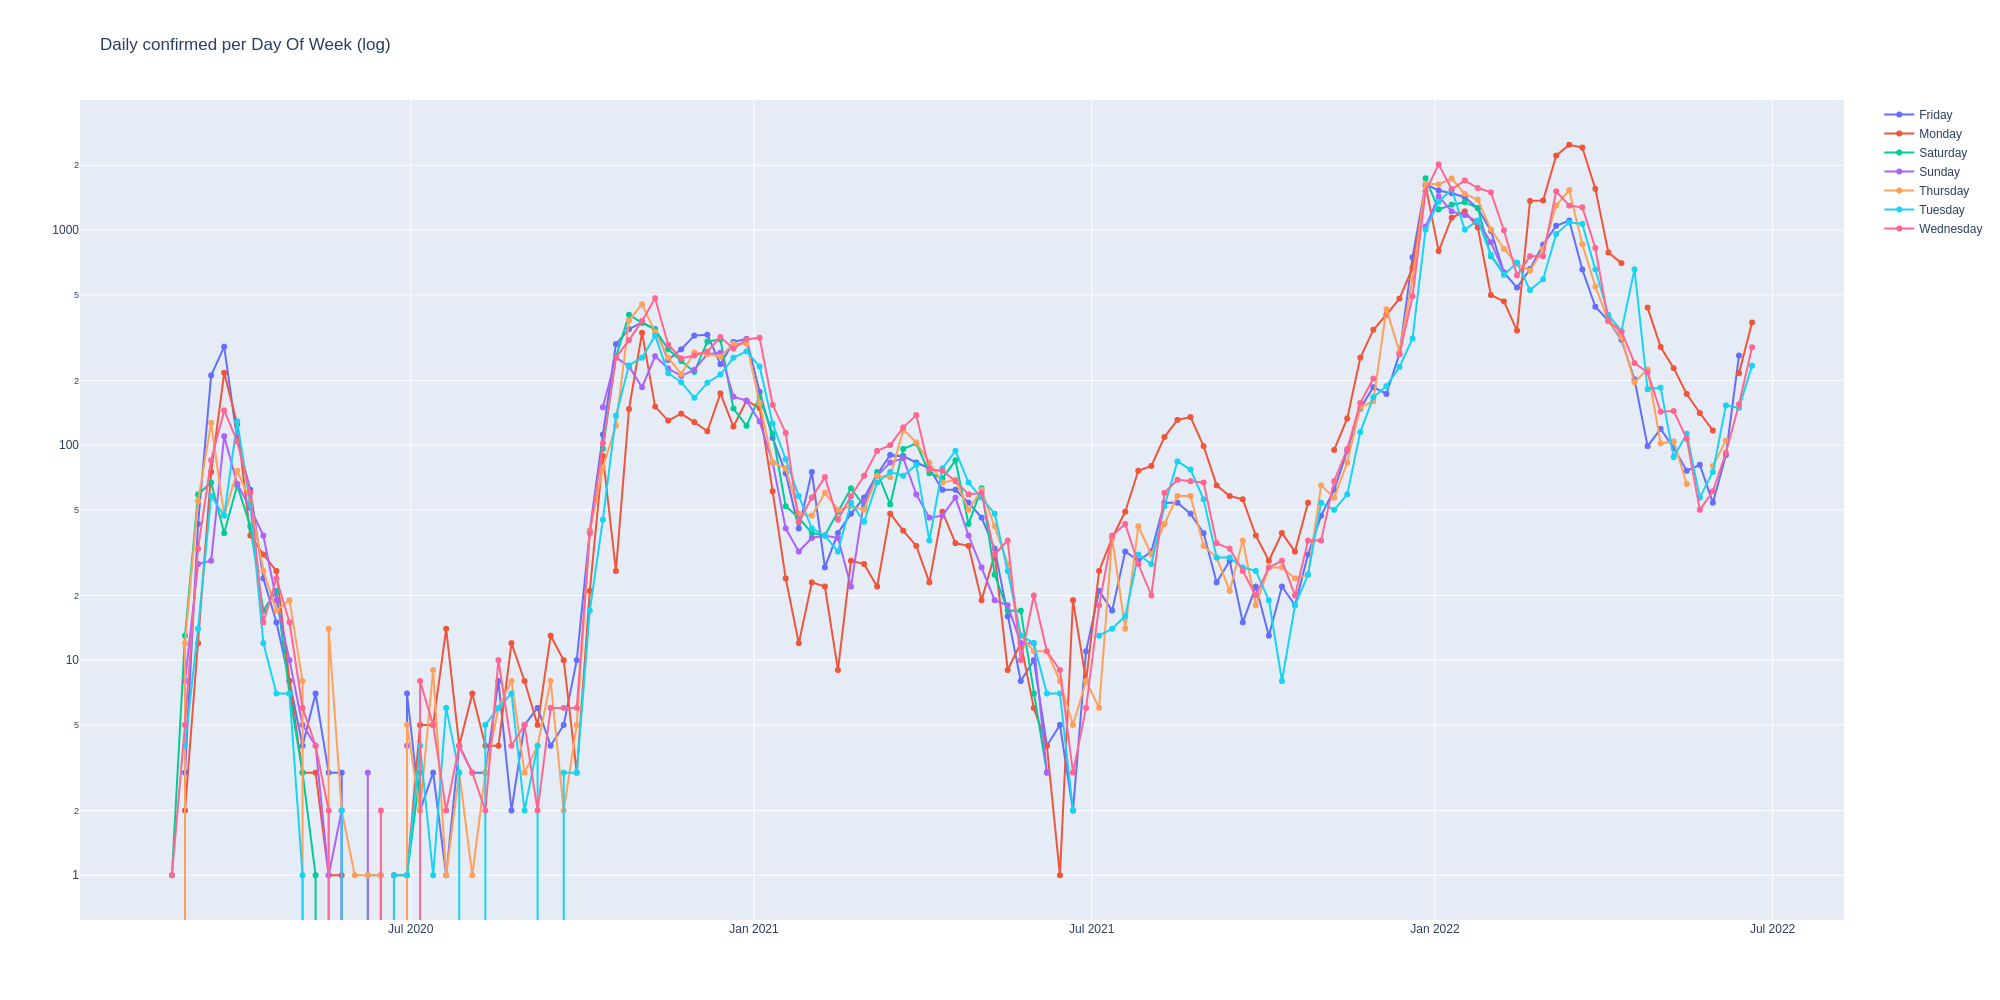 Daily confirmed per Day Of Week (log)
2
1000
5
2
100
5
2
10
5
2
1
Jul 2020
Jan 2021
Jul 2021
Jan 2022
Jul 2022
Friday
Monday
Saturday
Sunday
Thursday
Tuesday
Wednesday